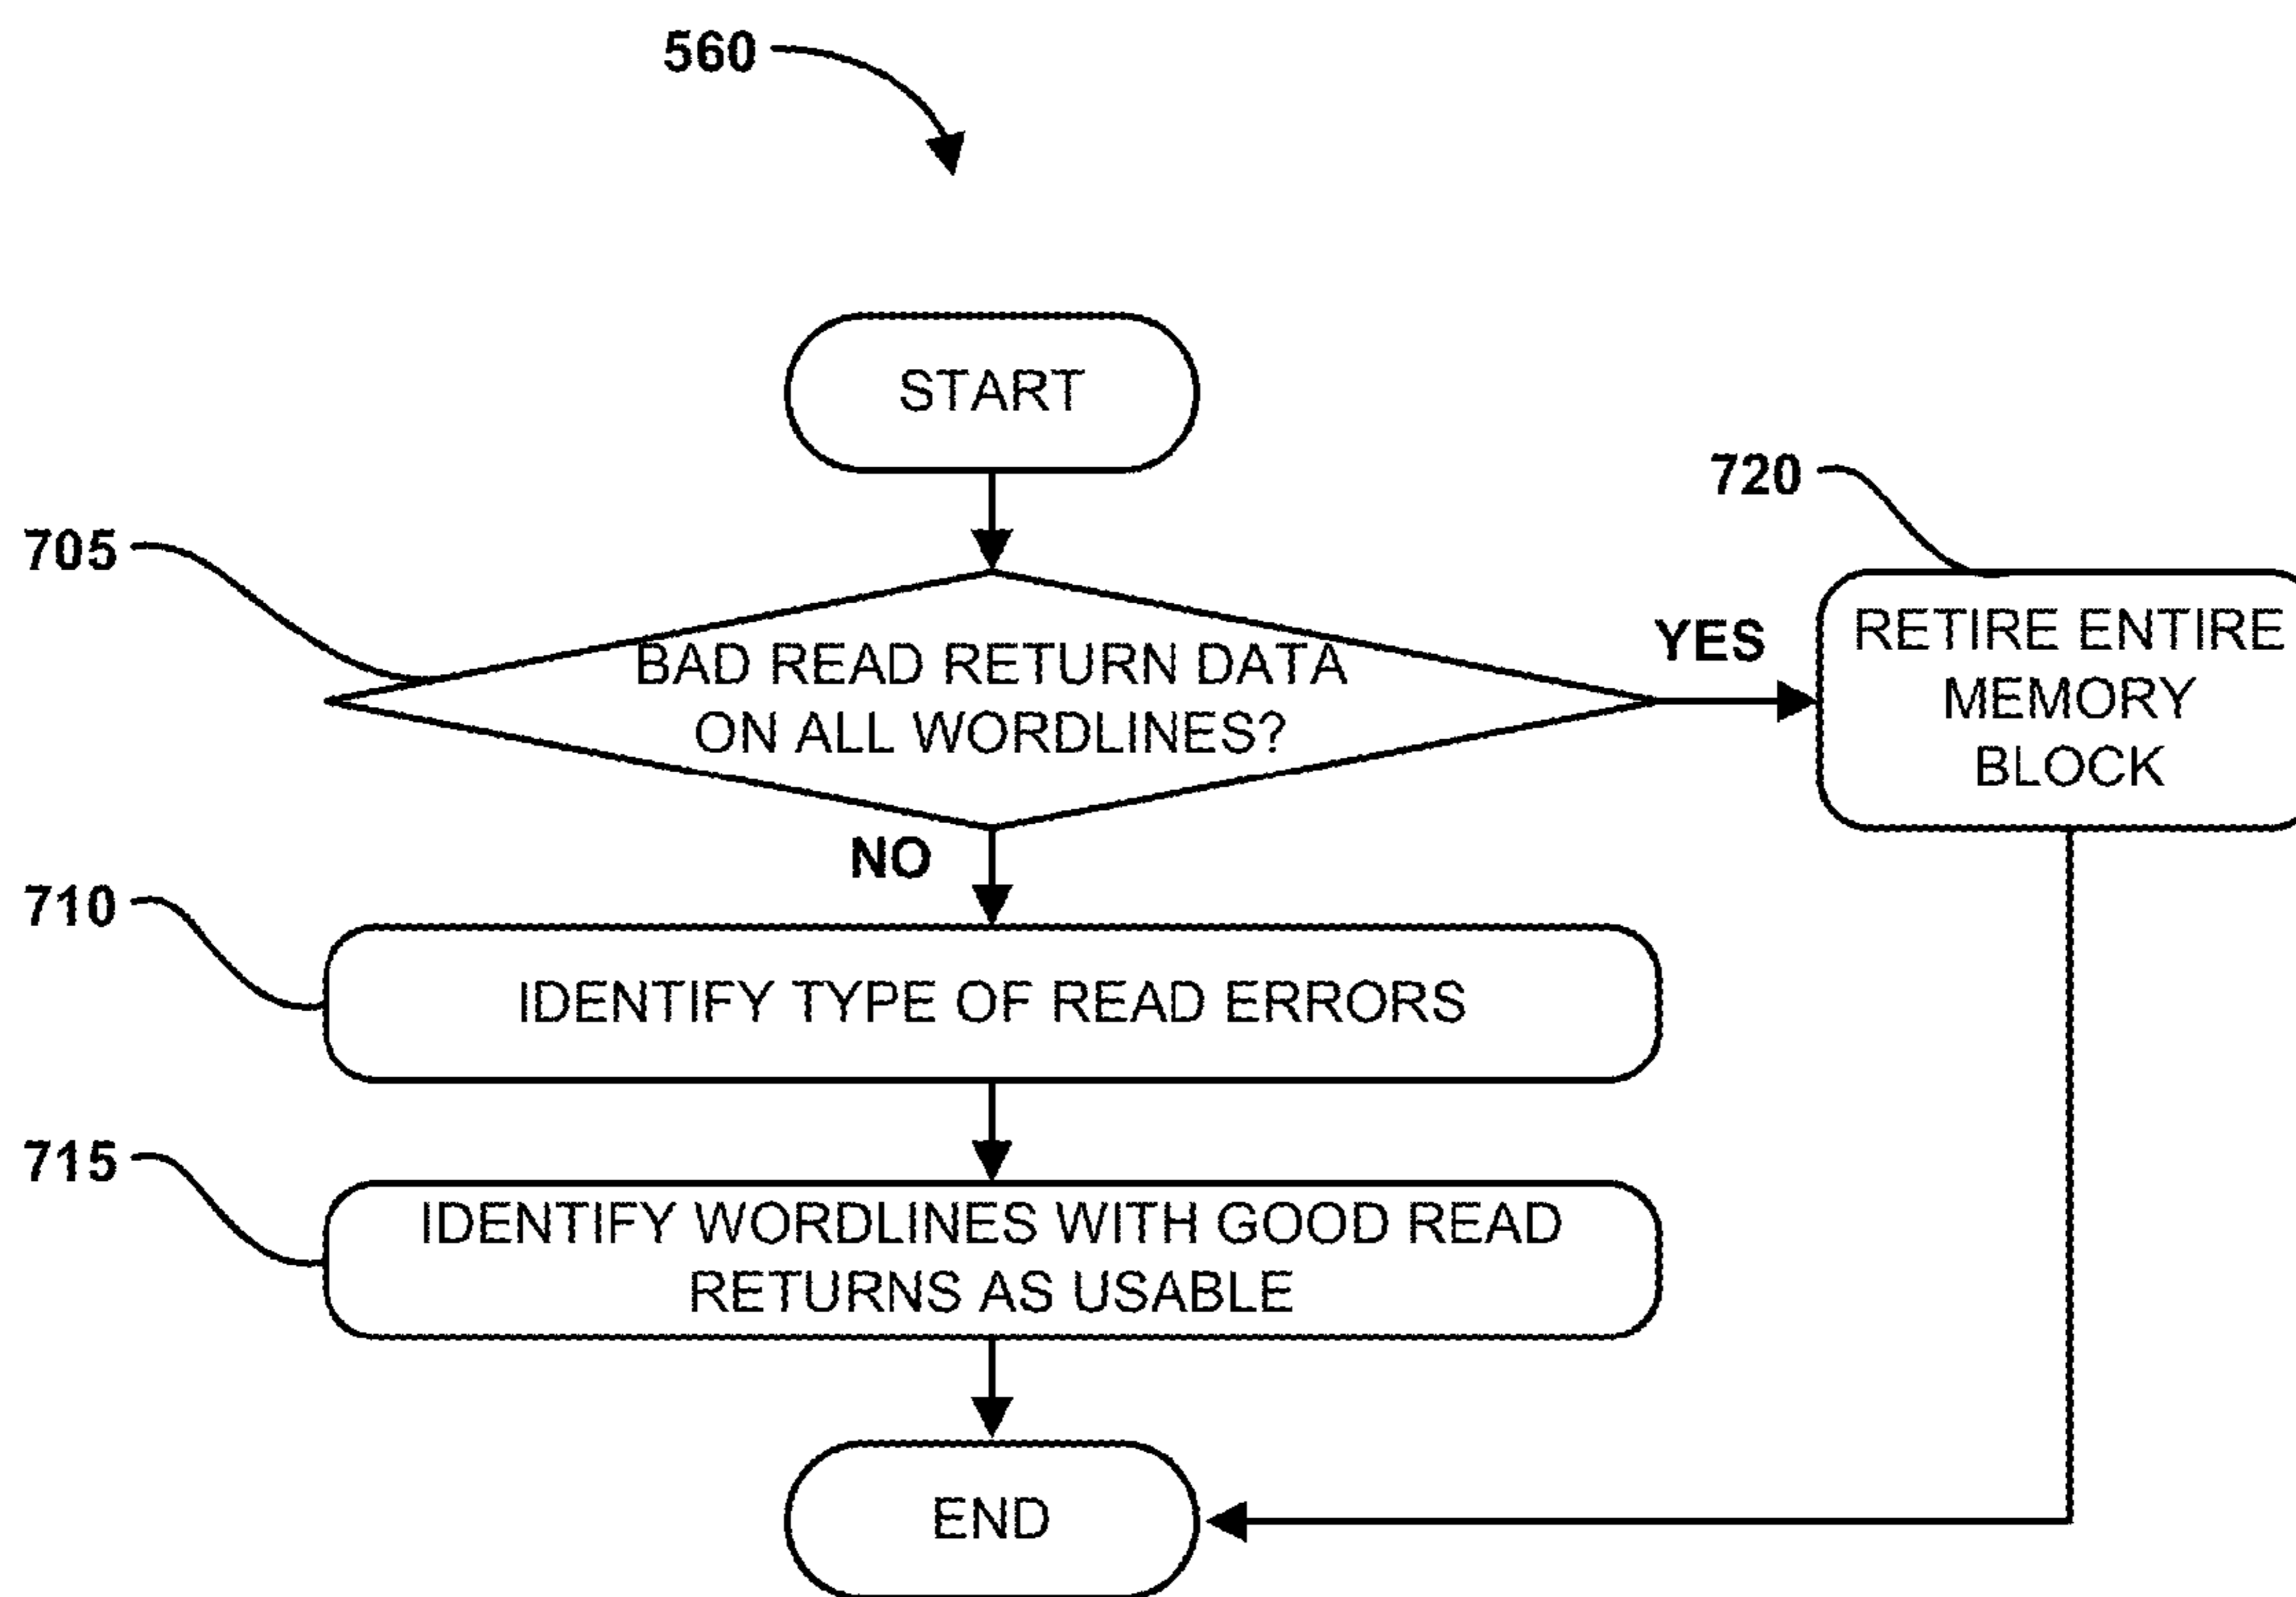 560
START
720
705
BAD READ RETURN DATA
ON ALL WORDLINES?
YES
RETIRE ENTIRE
MEMORY
BLOCK
NO
710
IDENTIFY TYPE OF READ ERRORS
715
IDENTIFY WORDLINES WITH GOOD READ
RETURNS AS USABLE
END